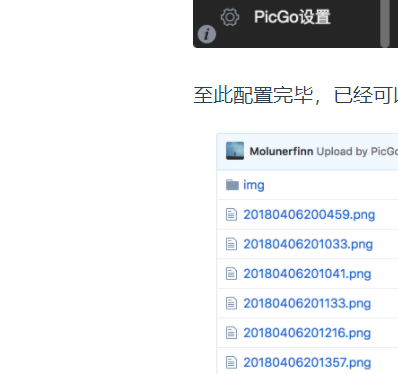 PicGo设置
至此配置完毕，已经可
Molunerfinn Upload by PicGo
img
20180406200459.png
20180406201033.png
20180406201041.png
20180406201133.png
20180406201216.png
20180406201357.png